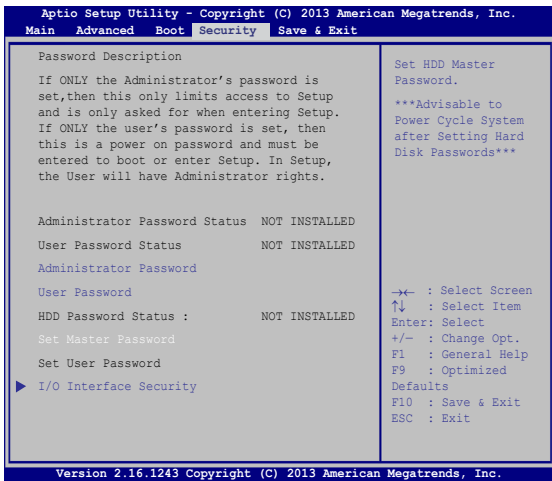 Aptio Setup Utility - Copyright (C) 2013 American Megatrends, Inc.
Main Advanced Boot Security Save & Exit
Password Description
If ONLY the Administrator's password is
set,then this only limits access to Setup
and is only asked for when entering Setup.
If ONLY the user's password is set, then
this is a power on password and must be
entered to boot or enter Setup. In Setup,
the User will have Administrator rights.
Administrator Password Status NOT INSTALLED
User Password Status NOT INSTALLED
Administrator Password
User Password
HDD Password Status : NOT INSTALLED
Set Master Password
Set User Password
I/O Interface Security
Set HDD Master
Password.
***Advisable to
Power Cycle System
after Setting Hard
Disk Passwords***
→← : Select Screen
↑↓ : Select Item
Enter: Select
+/— : Change Opt.
F1 : General Help
F9 : Optimized
Defaults
F10 : Save & Exit
ESC : Exit
Version 2.16.1243 Copyright (C) 2013 American Megatrends, Inc.